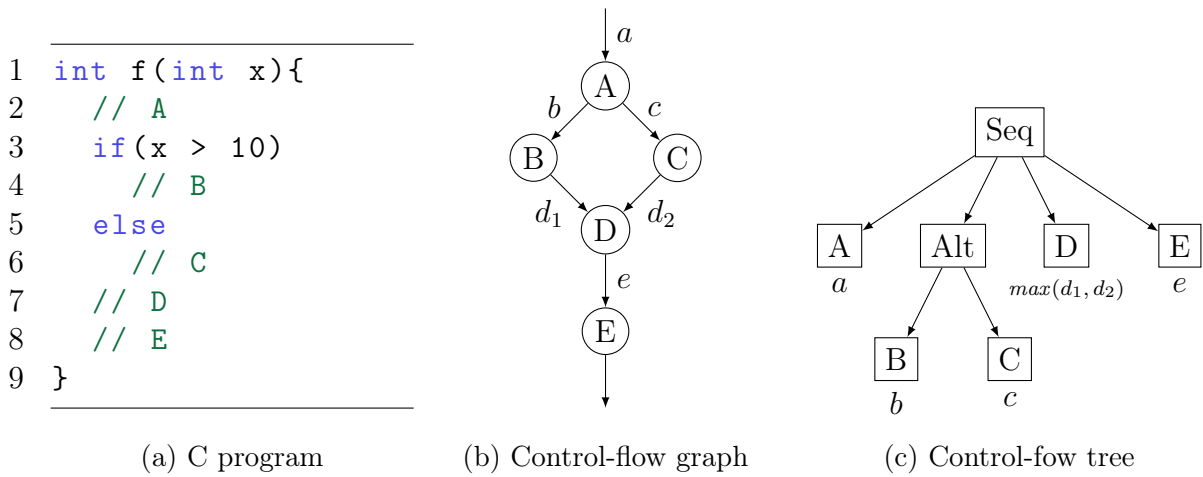 1 int f(int x){
2 // A
3 if(x > 10)
4 // B
5 else
6 // C
7 // D
8 // E
9 }
(a) C program
a
A
b c
B C
d1 d2
D
e
E
(b) Control-flow graph
Seq
A Alt D E
a max(d1, d2) e
B C
b c
(c) Control-fow tree